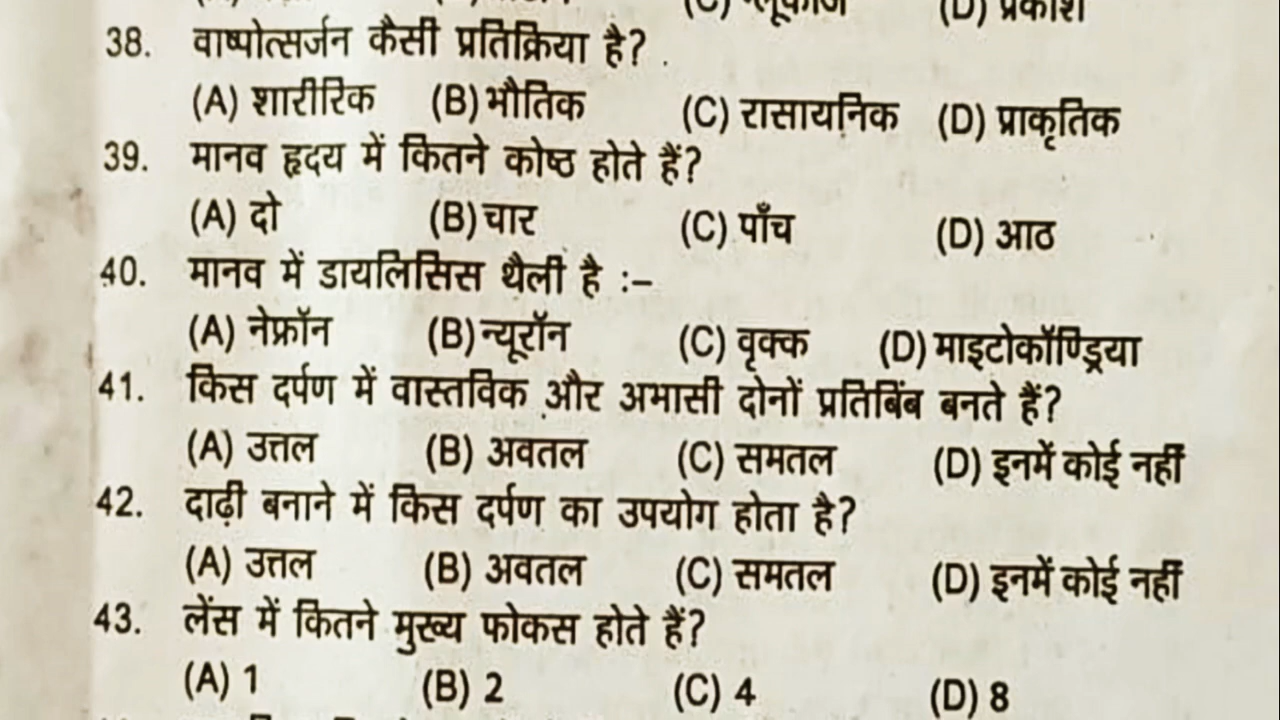 (C) ग्लूकोज (D) प्रकाश
38. वाष्पोत्सर्जन कैसी प्रतिक्रिया है?
(A) शारीरिक (B) भौतिक (C) रासायनिक (D) प्राकृतिक
39. मानव हृदय में कितने कोष्ठ होते हैं?
(A) दो (B) चार (C) पाँच (D) आठ
40. मानव में डायलिसिस थैली है :–
(A) नेफ्रॉन (B) न्यूरॉन (C) वृक्क (D) माइटोकॉण्ड्रिया
41. किस दर्पण में वास्तविक और अभासी दोनों प्रतिबिंब बनते हैं?
(A) उत्तल (B) अवतल (C) समतल (D) इनमें कोई नहीं
42. दाढ़ी बनाने में किस दर्पण का उपयोग होता है?
(A) उत्तल (B) अवतल (C) समतल (D) इनमें कोई नहीं
43. लेंस में कितने मुख्य फोकस होते हैं?
(A) 1 (B) 2 (C) 4 (D) 8